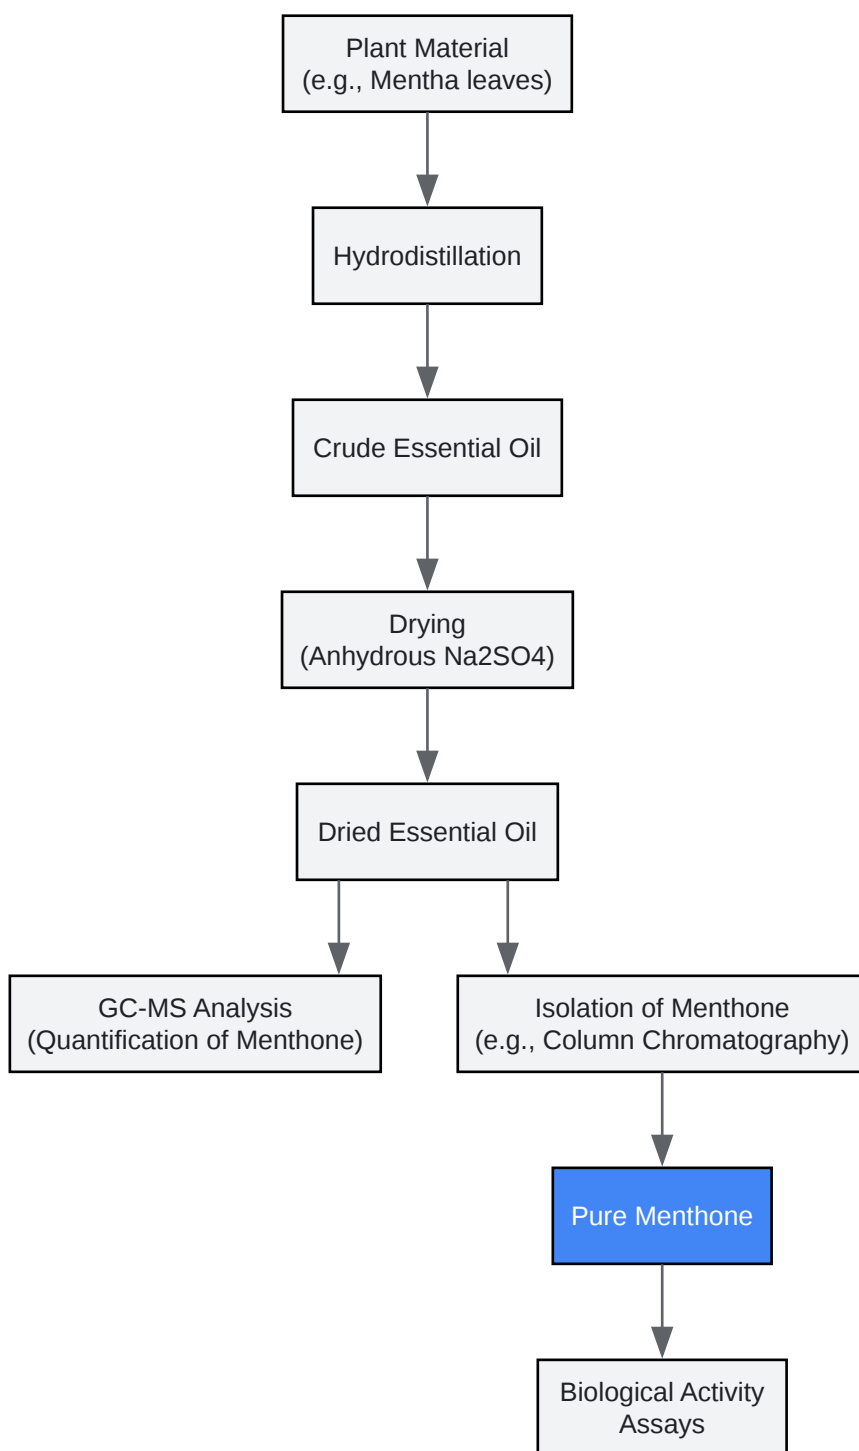 Plant Material
(e.g., Mentha leaves)
Hydrodistillation
Crude Essential Oil
Drying
(Anhydrous Na2SO4)
Dried Essential Oil
GC-MS Analysis
(Quantification of Menthone)
Isolation of Menthone
(e.g., Column Chromatography)
Pure Menthone
Biological Activity
Assays